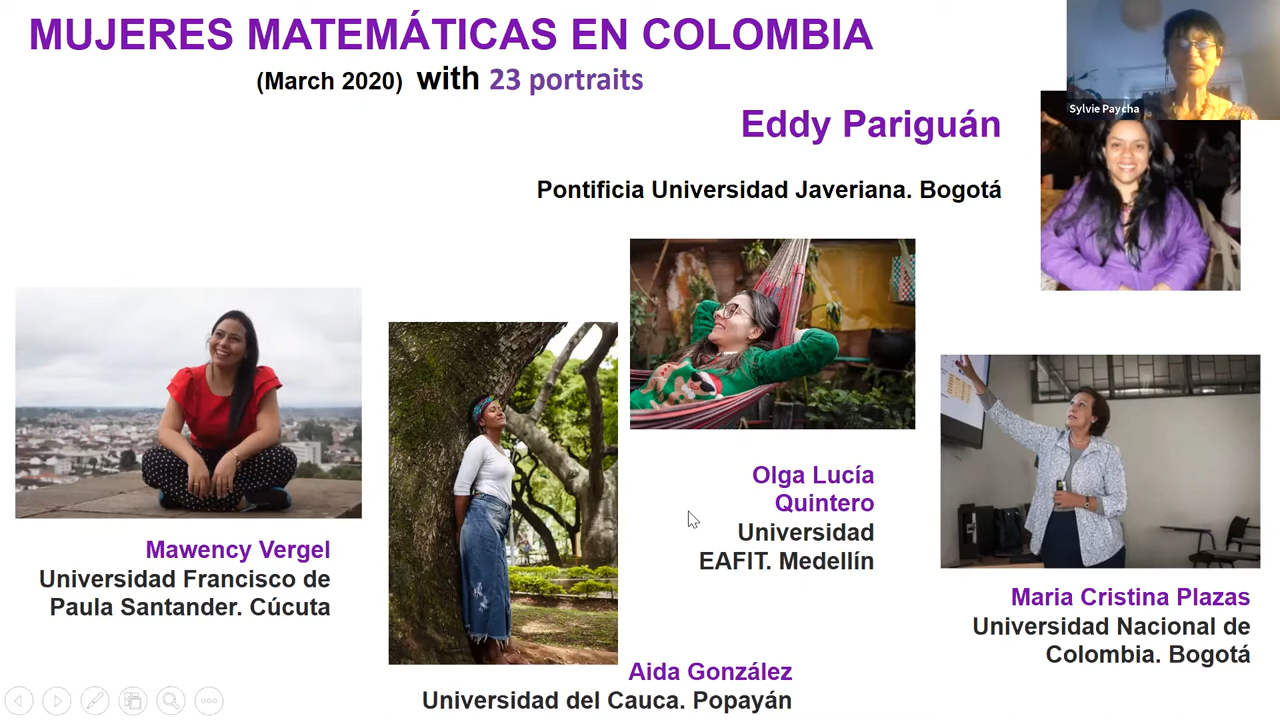 MUJERES MATEMÁTICAS EN COLOMBIA
(March 2020) with 23 portraits
Sylvie Paycha
Eddy Pariguán
Pontificia Universidad Javeriana. Bogotá
Mawency Vergel
Universidad Francisco de
Paula Santander. Cúcuta
Aida González
Universidad del Cauca. Popayán
Olga Lucía
Quintero
Universidad
EAFIT. Medellín
Maria Cristina Plazas
Universidad Nacional de
Colombia. Bogotá